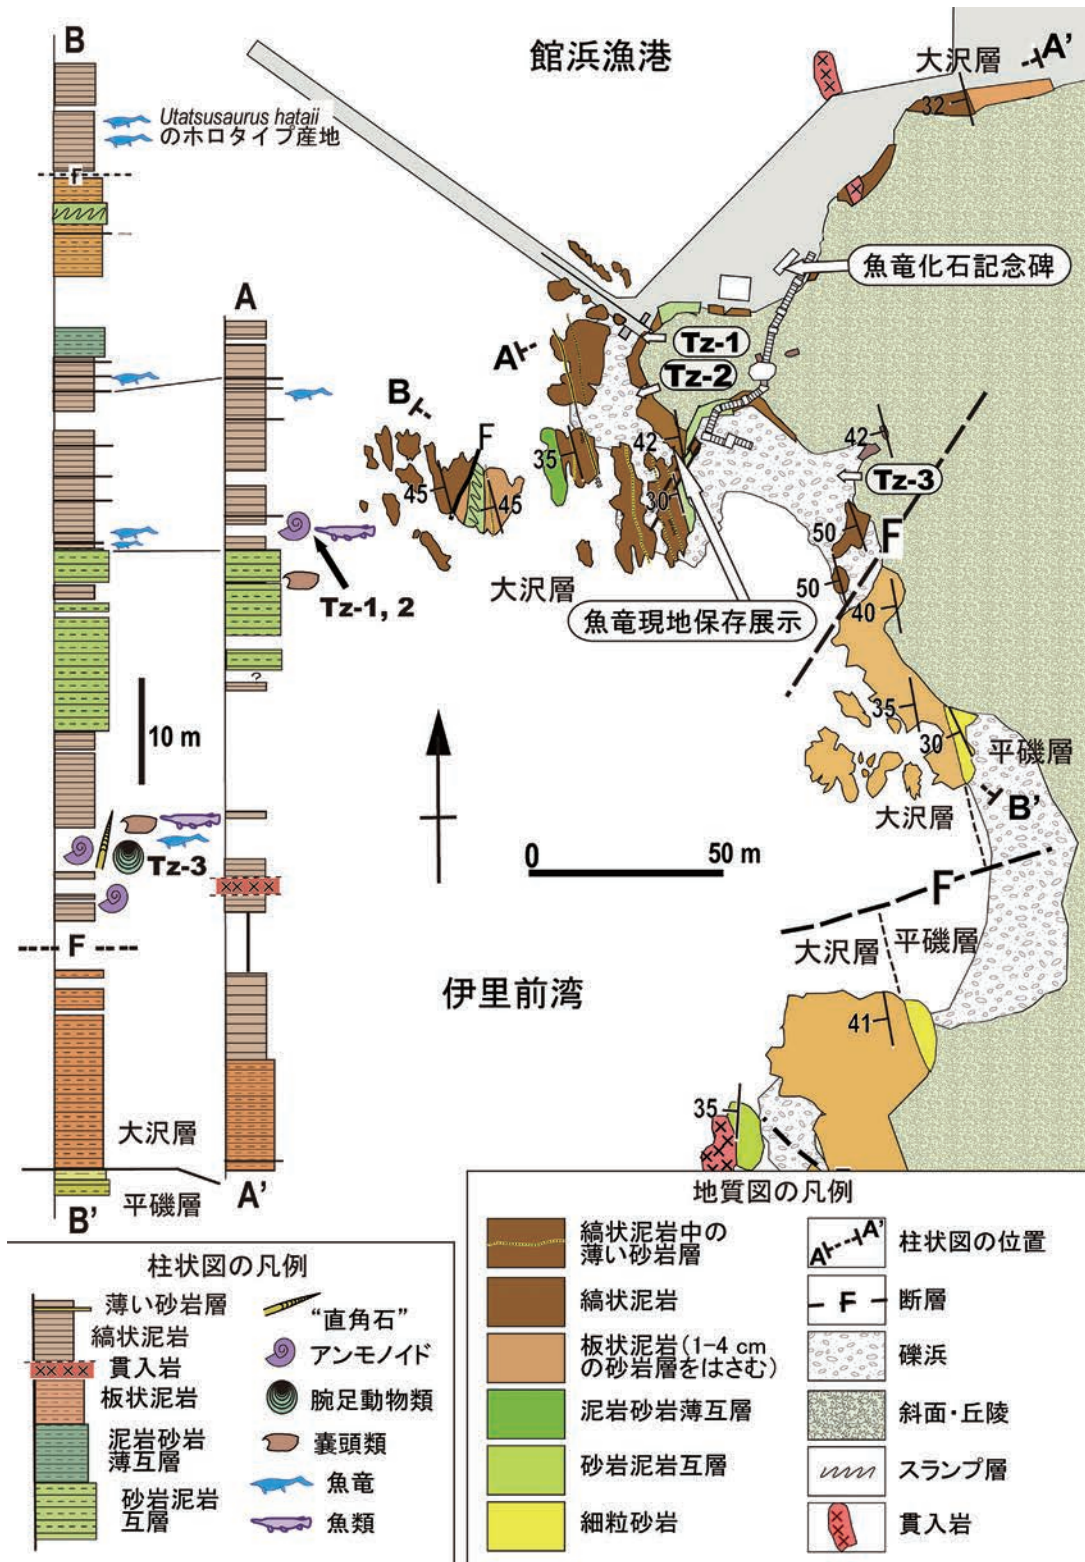 B
Utatsusaurus hataii
のホロタイプ産地
F
A
Tz-1, 2
?
10 m
Tz-3
F
大沢層
平磯層
B'
A'
館浜漁港
大沢層
A'
32
魚竜化石記念碑
Tz-1
Tz-2
A
B
F
42
35
30
45
45
42
Tz-3
50
F
50
40
大沢層
魚竜現地保存展示
35
30
平磯層
B'
大沢層
0
50 m
F
大沢層
平磯層
伊里前湾
41
35
柱状図の凡例
薄い砂岩層
縞状泥岩
貫入岩
板状泥岩
泥岩砂岩
薄互層
砂岩泥岩
互層
“直角石”
アンモノイド
腕足動物類
嚢頭類
魚竜
魚類
地質図の凡例
縞状泥岩中の
薄い砂岩層
縞状泥岩
板状泥岩(1-4 cm
の砂岩層をはさむ)
泥岩砂岩薄互層
砂岩泥岩互層
細粒砂岩
A
A'
柱状図の位置
F
断層
礫浜
斜面・丘陵
スランプ層
貫入岩